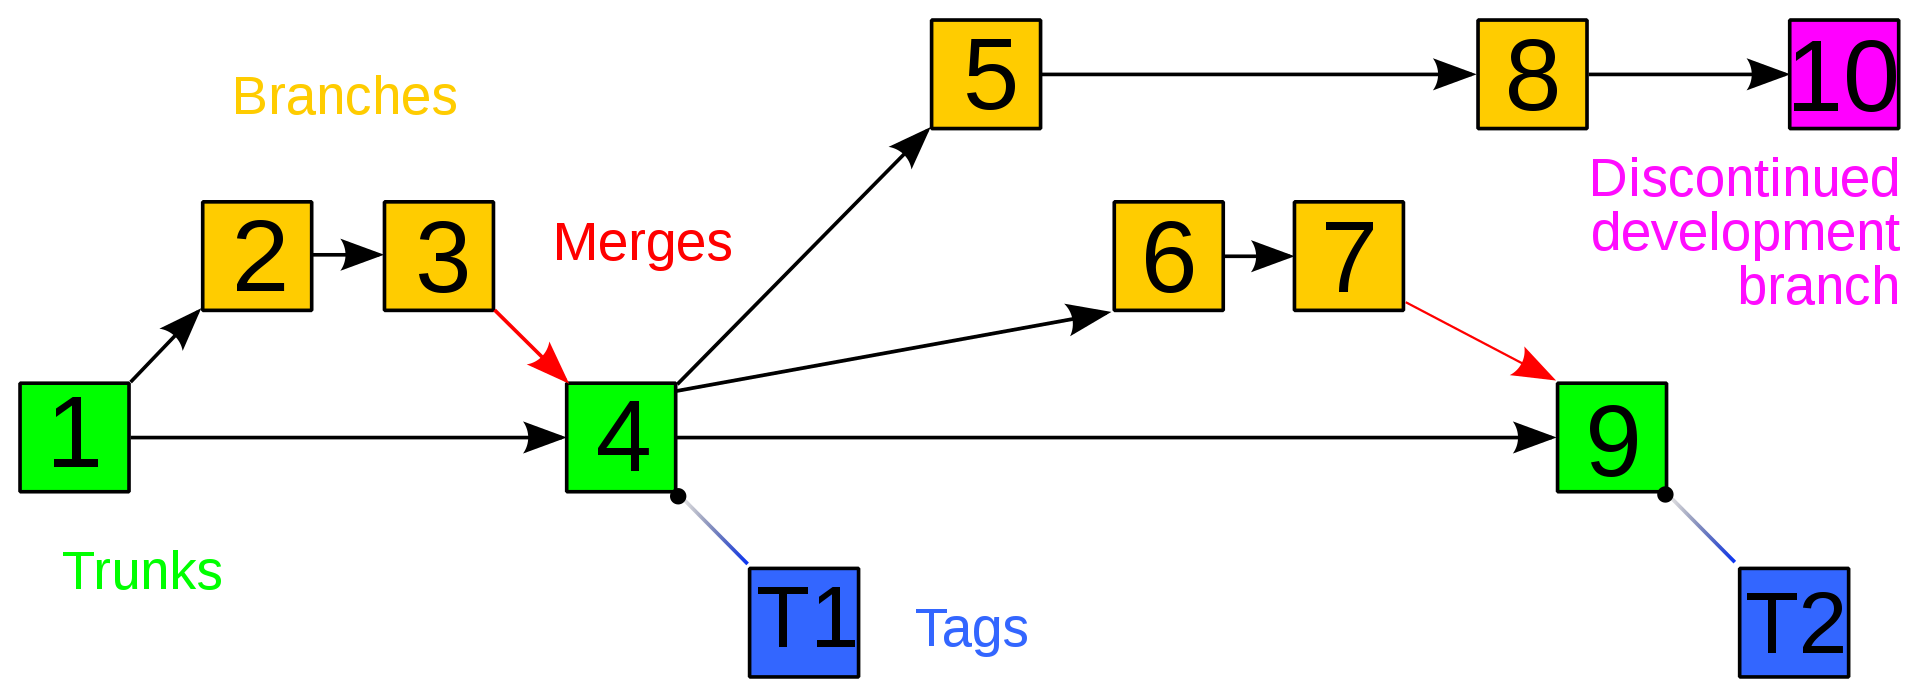 5
8
10
Branches
Discontinued
development
branch
2
3
Merges
6
7
1
4
9
Trunks
T1
Tags
T2